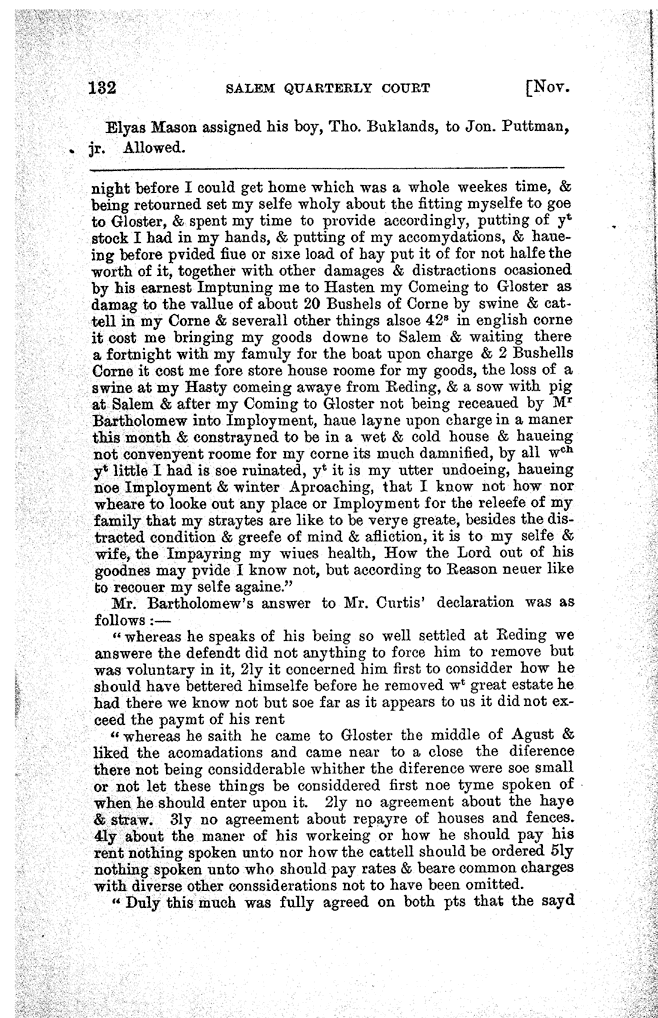 132 SALEM QUARTERLY COURT [Nov.
Elyas Mason assigned his boy, Tho. Buklands, to Jon. Puttman,
jr. Allowed.
night before I could get home which was a whole weekes time, &
being retourned set my selfe wholy about the fitting myselfe to goe
to Gloster, & spent my time to provide accordingly, putting of yᵗ
stock I had in my hands, & putting of my accomydations, & haue-
ing before pvided fiue or sixe load of hay put it of for not halfe the
worth of it, together with other damages & distractions ocasioned
by his earnest Imptuning me to Hasten my Comeing to Gloster as
damag to the vallue of about 20 Bushels of Corne by swine & cat-
tell in my Corne & severall other things alsoe 42ˢ in english corne
it cost me bringing my goods downe to Salem & waiting there
a fortnight with my famuly for the boat upon charge & 2 Bushells
Corne it cost me fore store house roome for my goods, the loss of a
swine at my Hasty comeing awaye from Reding, & a sow with pig
at Salem & after my Coming to Gloster not being receaued by Mʳ
Bartholomew into Imployment, haue layne upon charge in a maner
this month & constrayned to be in a wet & cold house & haueing
not convenyent roome for my corne its much damnified, by all wᶜʰ
yᵗ little I had is soe ruinated, yᵗ it is my utter undoeing, haueing
noe Imployment & winter Aproaching, that I know not how nor
wheare to looke out any place or Imployment for the releefe of my
family that my straytes are like to be verye greate, besides the dis-
tracted condition & greefe of mind & afliction, it is to my selfe &
wife, the Impayring my wiues health, How the Lord out of his
goodnes may pvide I know not, but according to Reason neuer like
to recouer my selfe againe."
Mr. Bartholomew's answer to Mr. Curtis' declaration was as
follows :—
"whereas he speaks of his being so well settled at Reding we
answere the defendt did not anything to force him to remove but
was voluntary in it, 2ly it concerned him first to considder how he
should have bettered himselfe before he removed wᵗ great estate he
had there we know not but soe far as it appears to us it did not ex-
ceed the paymt of his rent
"whereas he saith he came to Gloster the middle of Agust &
liked the acomadations and came near to a close the diference
there not being considderable whither the diference were soe small
or not let these things be considdered first noe tyme spoken of
when he should enter upon it. 2ly no agreement about the haye
& straw. 3ly no agreement about repayre of houses and fences.
4ly about the maner of his workeing or how he should pay his
rent nothing spoken unto nor how the cattell should be ordered 5ly
nothing spoken unto who should pay rates & beare common charges
with diverse other conssiderations not to have been omitted.
"Duly this much was fully agreed on both pts that the sayd